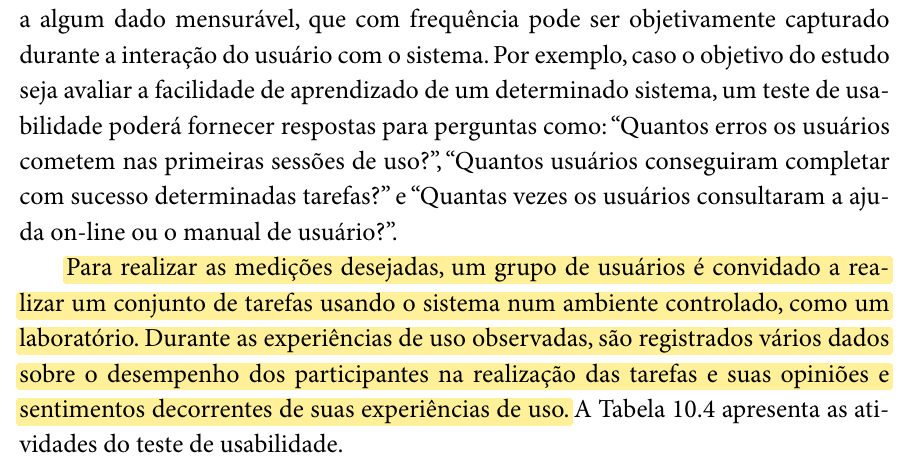 a algum dado mensurável, que com frequência pode ser objetivamente capturado
durante a interação do usuário com o sistema. Por exemplo, caso o objetivo do estudo
seja avaliar a facilidade de aprendizado de um determinado sistema, um teste de usa-
bilidade poderá fornecer respostas para perguntas como: “Quantos erros os usuários
cometem nas primeiras sessões de uso?”, “Quantos usuários conseguiram completar
com sucesso determinadas tarefas?” e “Quantas vezes os usuários consultaram a aju-
da on-line ou o manual de usuário?”.
Para realizar as medições desejadas, um grupo de usuários é convidado a rea-
lizar um conjunto de tarefas usando o sistema num ambiente controlado, como um
laboratório. Durante as experiências de uso observadas, são registrados vários dados
sobre o desempenho dos participantes na realização das tarefas e suas opiniões e
sentimentos decorrentes de suas experiências de uso. A Tabela 10.4 apresenta as ati-
vidades do teste de usabilidade.